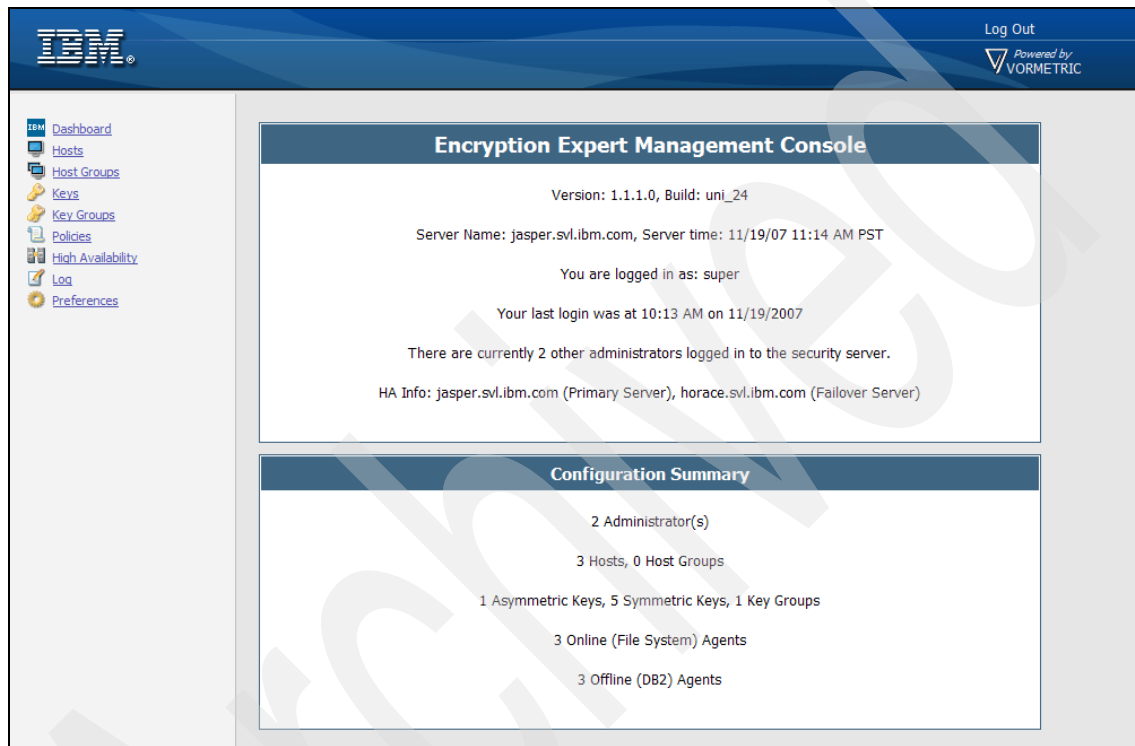 IBM
Log Out
Powered by
VORMETRIC
IBM Dashboard
Hosts
Host Groups
Keys
Key Groups
Policies
High Availability
Log
Preferences
Encryption Expert Management Console
Version: 1.1.1.0, Build: uni_24
Server Name: jasper.svl.ibm.com, Server time: 11/19/07 11:14 AM PST
You are logged in as: super
Your last login was at 10:13 AM on 11/19/2007
There are currently 2 other administrators logged in to the security server.
HA Info: jasper.svl.ibm.com (Primary Server), horace.svl.ibm.com (Failover Server)
Configuration Summary
2 Administrator(s)
3 Hosts, 0 Host Groups
1 Asymmetric Keys, 5 Symmetric Keys, 1 Key Groups
3 Online (File System) Agents
3 Offline (DB2) Agents
Archived